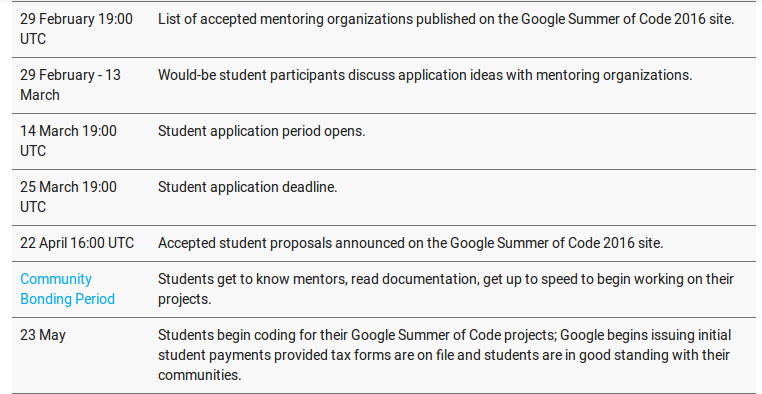 29 February 19:00 UTC
List of accepted mentoring organizations published on the Google Summer of Code 2016 site.
29 February - 13 March
Would-be student participants discuss application ideas with mentoring organizations.
14 March 19:00 UTC
Student application period opens.
25 March 19:00 UTC
Student application deadline.
22 April 16:00 UTC
Accepted student proposals announced on the Google Summer of Code 2016 site.
Community Bonding Period
Students get to know mentors, read documentation, get up to speed to begin working on their
projects.
23 May
Students begin coding for their Google Summer of Code projects; Google begins issuing initial
student payments provided tax forms are on file and students are in good standing with their
communities.